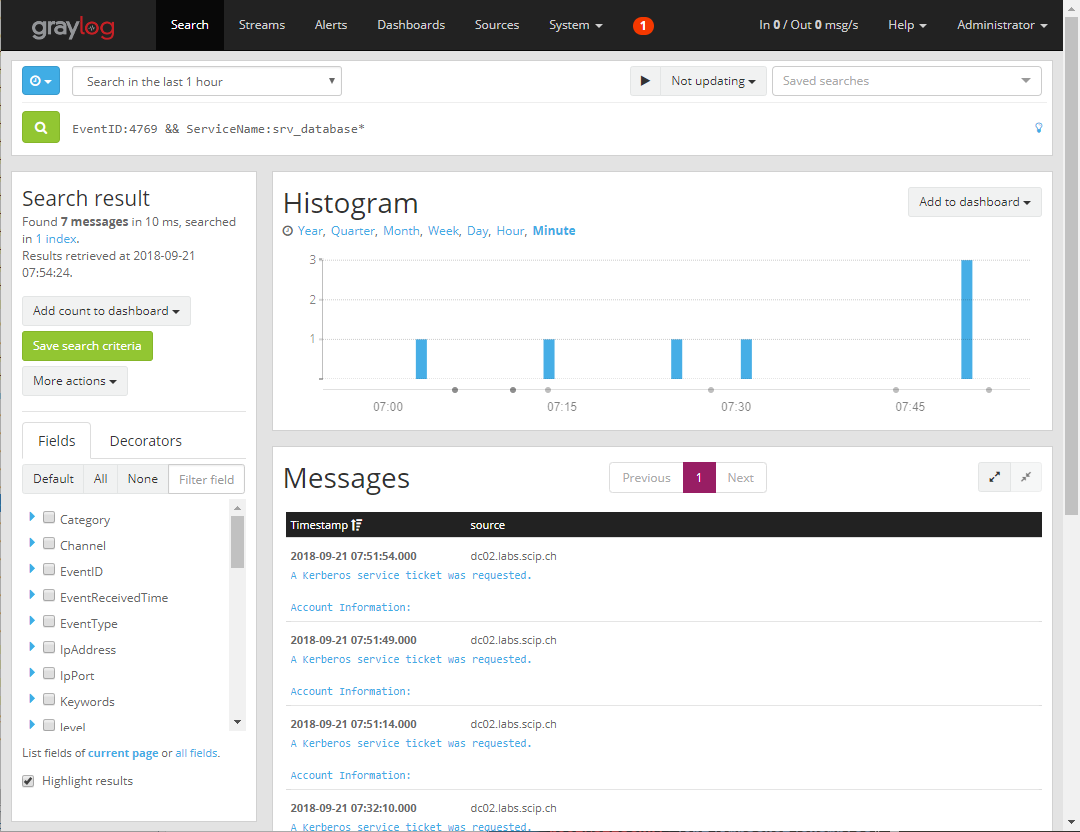 graylog Search Streams Alerts Dashboards Sources System 1 In 0 / Out 0 msg/s Help Administrator
Search in the last 1 hour Not updating Saved searches
EventID:4769 && ServiceName:srv_database*
Search result
Found 7 messages in 10 ms, searched
in 1 index.
Results retrieved at 2018-09-21
07:54:24.
Add count to dashboard
Save search criteria
More actions
Fields Decorators
Default All None Filter field
Category
Channel
EventID
EventReceivedTime
EventType
IpAddress
IpPort
Keywords
level
List fields of current page or all fields.
Highlight results
Histogram Add to dashboard
Year, Quarter, Month, Week, Day, Hour, Minute
3
2
1
07:00 07:15 07:30 07:45
Messages Previous 1 Next
Timestamp source
2018-09-21 07:51:54.000 dc02.labs.scip.ch
A Kerberos service ticket was requested.
Account Information:
2018-09-21 07:51:49.000 dc02.labs.scip.ch
A Kerberos service ticket was requested.
Account Information:
2018-09-21 07:51:14.000 dc02.labs.scip.ch
A Kerberos service ticket was requested.
Account Information:
2018-09-21 07:32:10.000 dc02.labs.scip.ch
A Kerberos service ticket was requested.